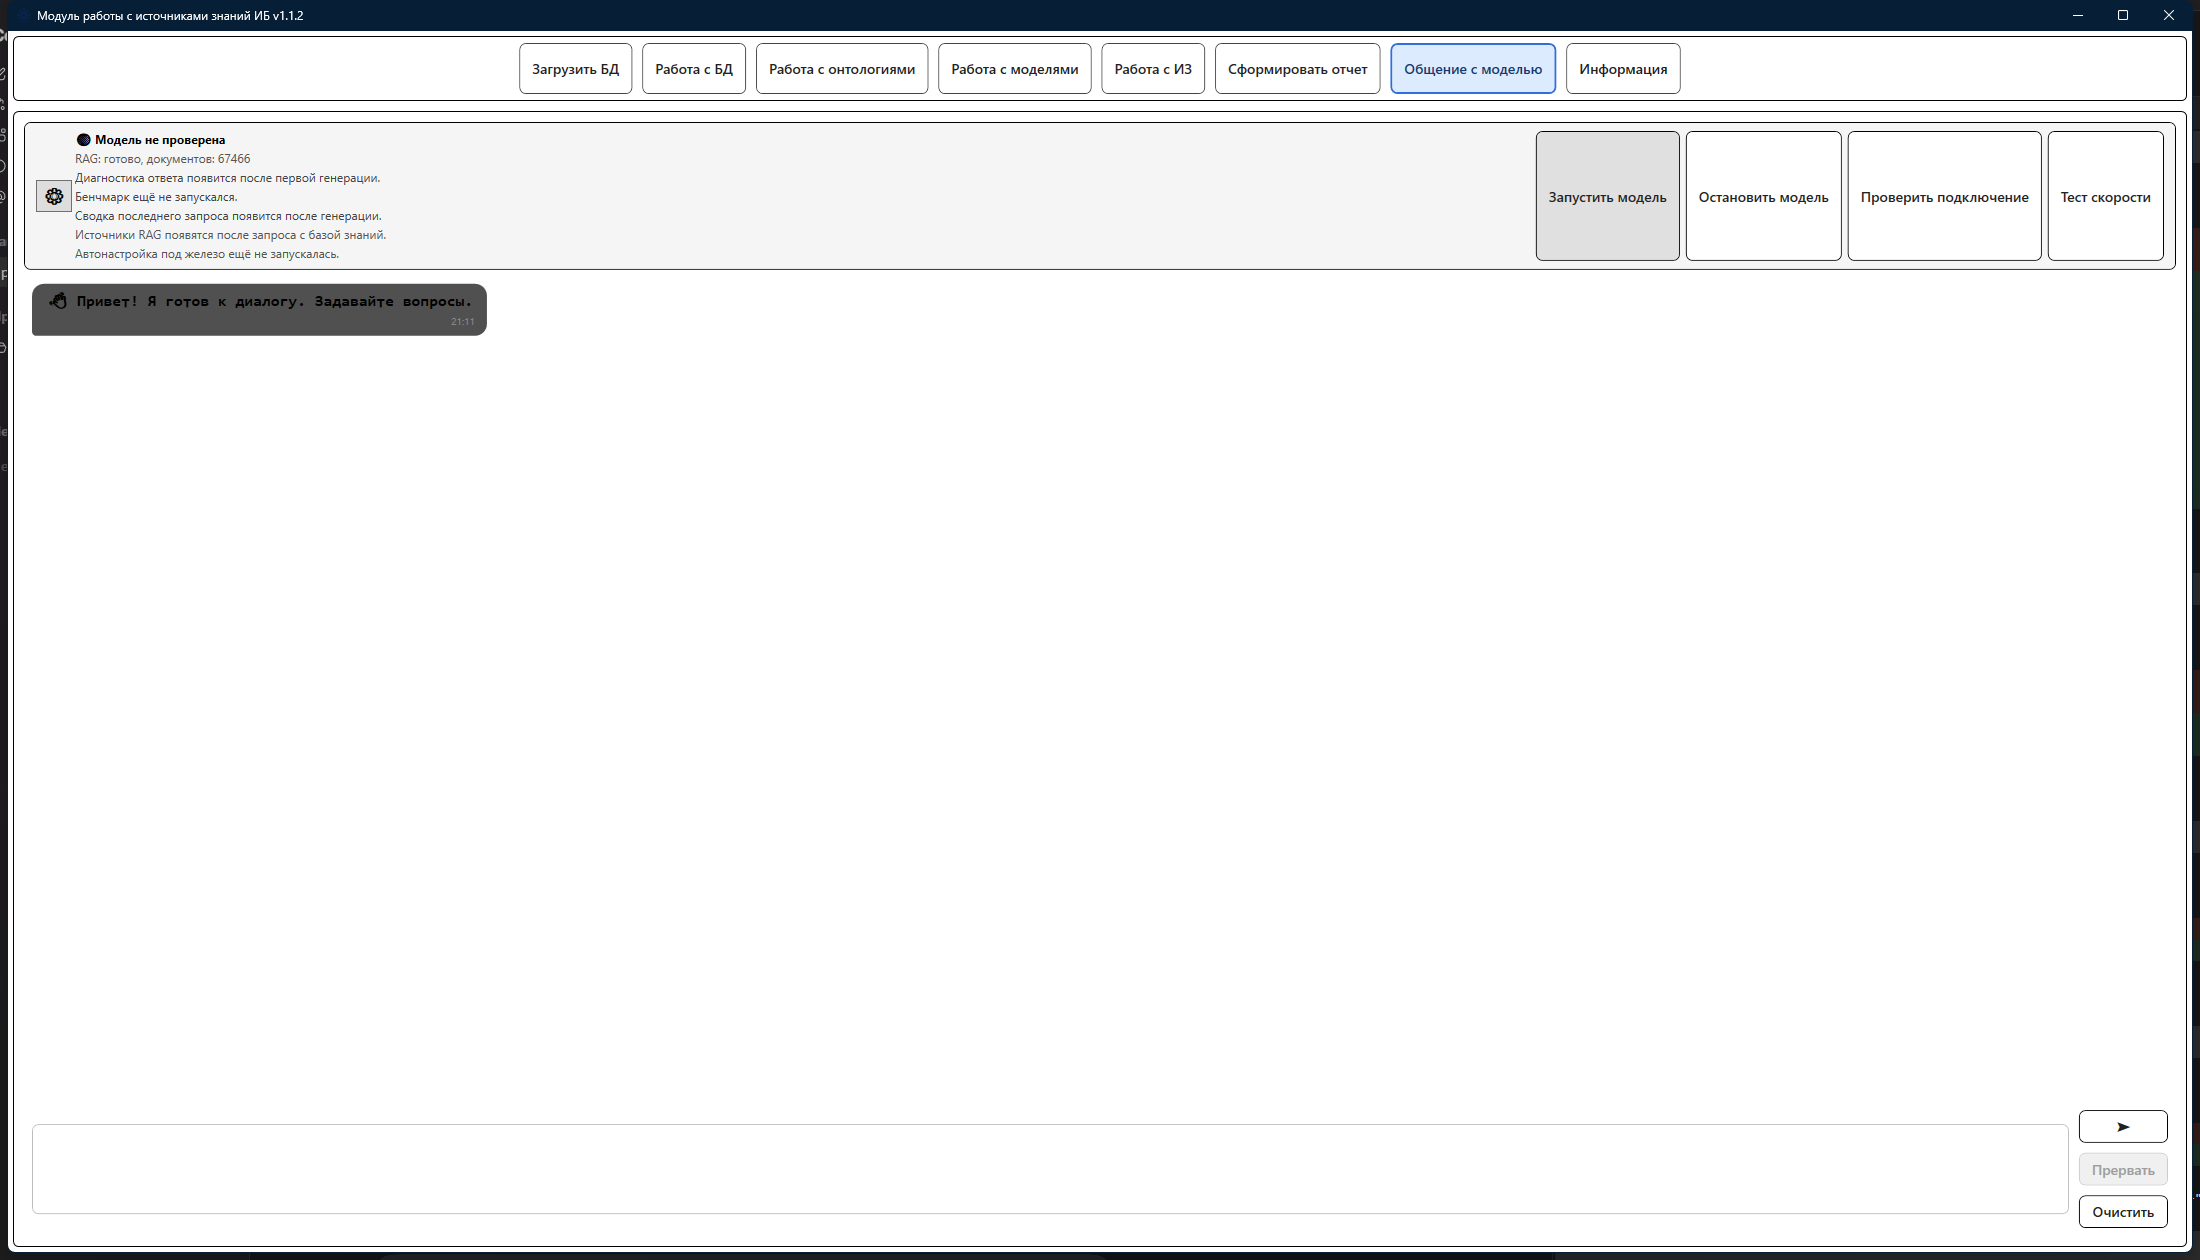 Модуль работы с источниками знаний ИБ v1.1.2
Загрузить БД
Работа с БД
Работа с онтологиями
Работа с моделями
Работа с ИЗ
Сформировать отчет
Общение с моделью
Информация
Модель не проверена
RAG: готово, документов: 67466
Диагностика ответа появится после первой генерации.
Бенчмарк ещё не запускался.
Сводка последнего запроса появится после генерации.
Источники RAG появятся после запроса с базой знаний.
Автонастройка под железо ещё не запускалась.
Запустить модель
Остановить модель
Проверить подключение
Тест скорости
Привет! Я готов к диалогу. Задавайте вопросы.
21:11
Прервать
Очистить